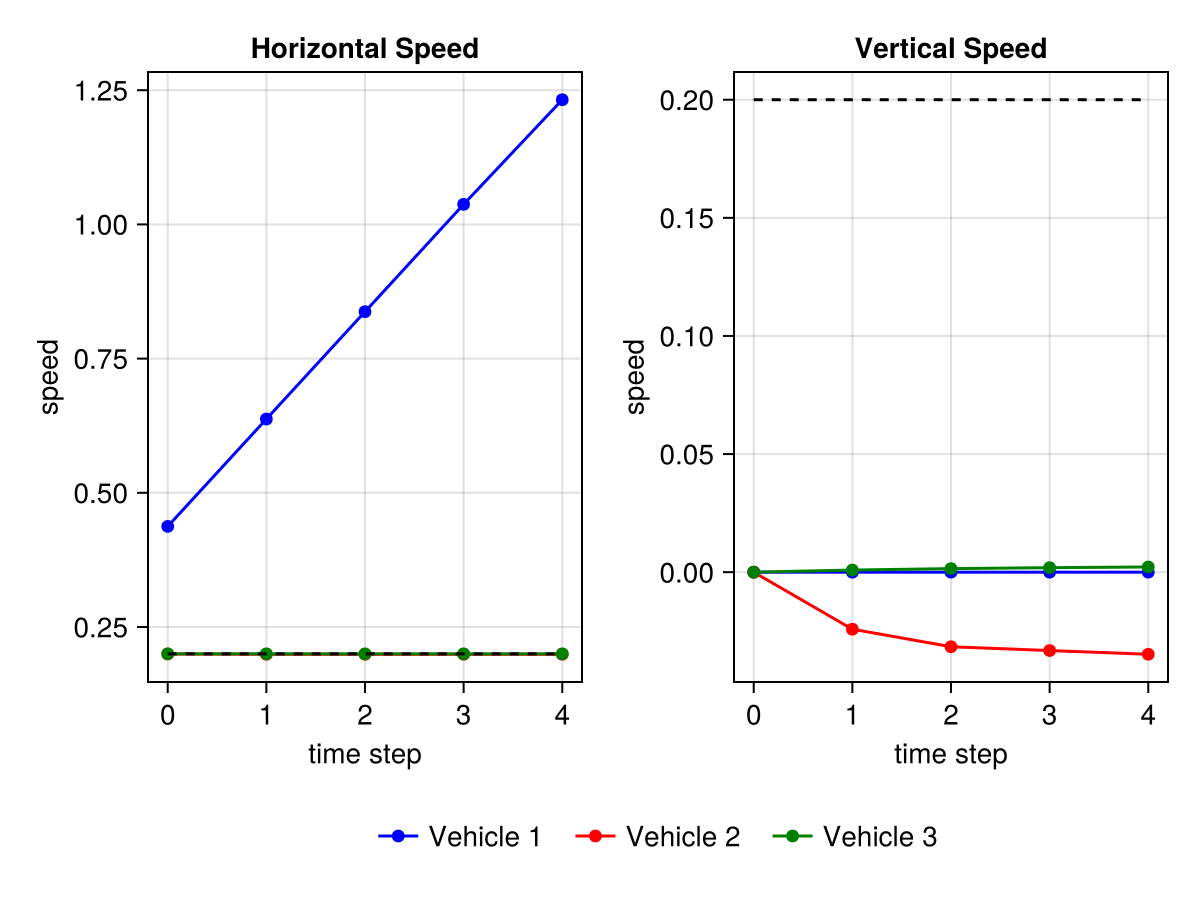 Horizontal Speed
1.25
1.00
0.75
0.50
0.25
speed
0 1 2 3 4
time step
Vertical Speed
0.20
0.15
0.10
0.05
0.00
speed
0 1 2 3 4
time step
Vehicle 1 Vehicle 2 Vehicle 3